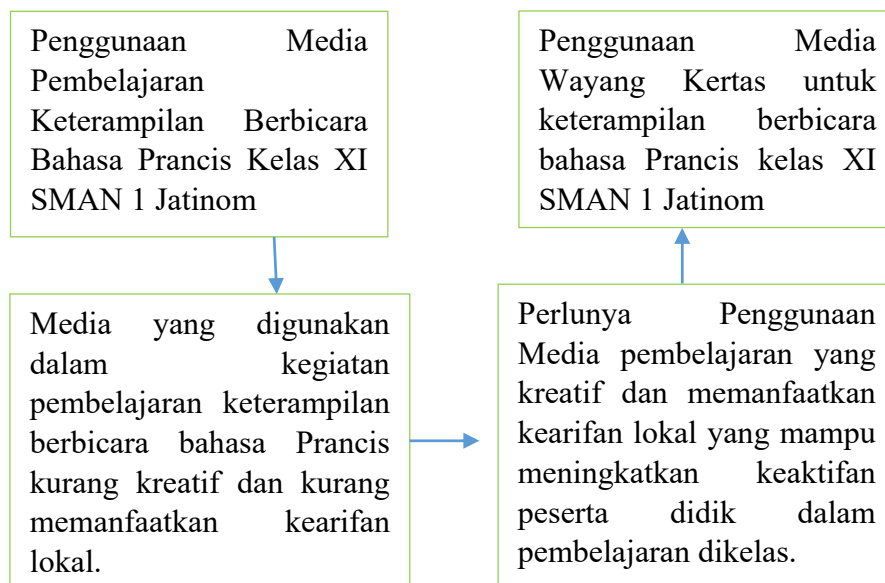 Penggunaan Media
Pembelajaran
Keterampilan Berbicara
Bahasa Prancis Kelas XI
SMAN 1 Jatinom
Media yang digunakan
dalam kegiatan
pembelajaran keterampilan
berbicara bahasa Prancis
kurang kreatif dan kurang
memanfaatkan kearifan
lokal.
Perlunya Penggunaan
Media pembelajaran yang
kreatif dan memanfaatkan
kearifan lokal yang mampu
meningkatkan keaktifan
peserta didik dalam
pembelajaran dikelas.
Penggunaan Media
Wayang Kertas untuk
keterampilan berbicara
bahasa Prancis kelas XI
SMAN 1 Jatinom